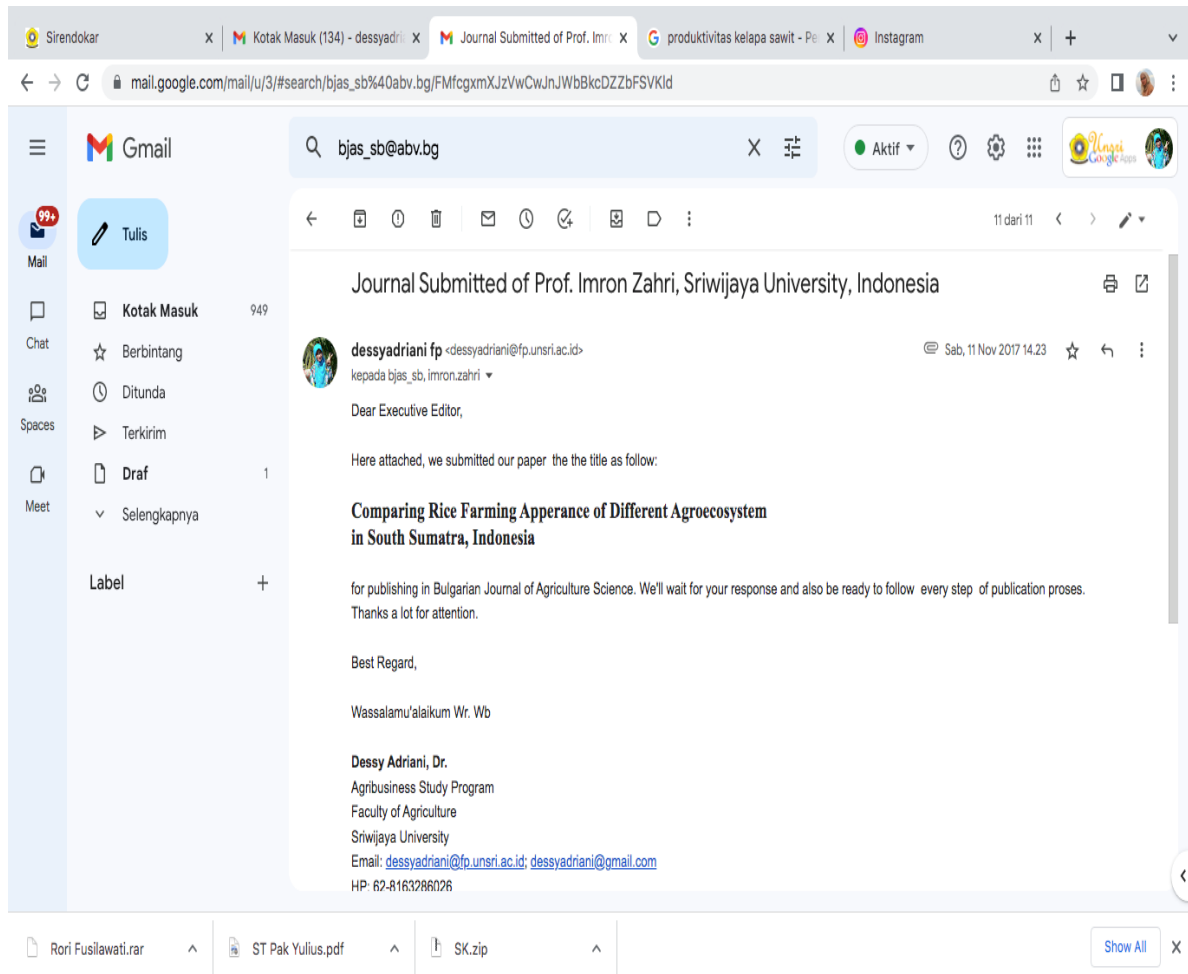 Sirendokar
Kotak Masuk (134) - dessyadri
Journal Submitted of Prof. Imro
produktivitas kelapa sawit - Pe
Instagram
mail.google.com/mail/u/3/#search/bjas_sb%40abv.bg/FMfcgxmXJzVwCwJnJWbBkcDZZbFSVKld
Gmail
bjas_sb@abv.bg
Aktif
Unsri
Google Apps
99+
Mail
Chat
Spaces
Meet
Tulis
Kotak Masuk 949
Berbintang
Ditunda
Terkirim
Draf 1
Selengkapnya
Label
11 dari 11
Journal Submitted of Prof. Imron Zahri, Sriwijaya University, Indonesia
dessyadriani fp <dessyadriani@fp.unsri.ac.id>
Sab, 11 Nov 2017 14.23
kepada bjas_sb, imron.zahri
Dear Executive Editor,
Here attached, we submitted our paper the the title as follow:
Comparing Rice Farming Apperance of Different Agroecosystem
in South Sumatra, Indonesia
for publishing in Bulgarian Journal of Agriculture Science. We'll wait for your response and also be ready to follow every step of publication proses.
Thanks a lot for attention.
Best Regard,
Wassalamu'alaikum Wr. Wb
Dessy Adriani, Dr.
Agribusiness Study Program
Faculty of Agriculture
Sriwijaya University
Email: dessyadriani@fp.unsri.ac.id; dessyadriani@gmail.com
HP: 62-8163286026
Rori Fusilawati.rar
ST Pak Yulius.pdf
SK.zip
Show All